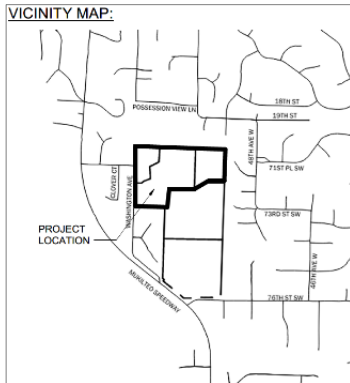 VICINITY MAP:
18TH ST
POSSESSION VIEW LN
19TH ST
48TH AVE W
71ST PL SW
CLOVER CT
WASHINGTON AVE
73RD ST SW
PROJECT
LOCATION
46TH AVE W
MUKILTEO SPEEDWAY
76TH ST SW